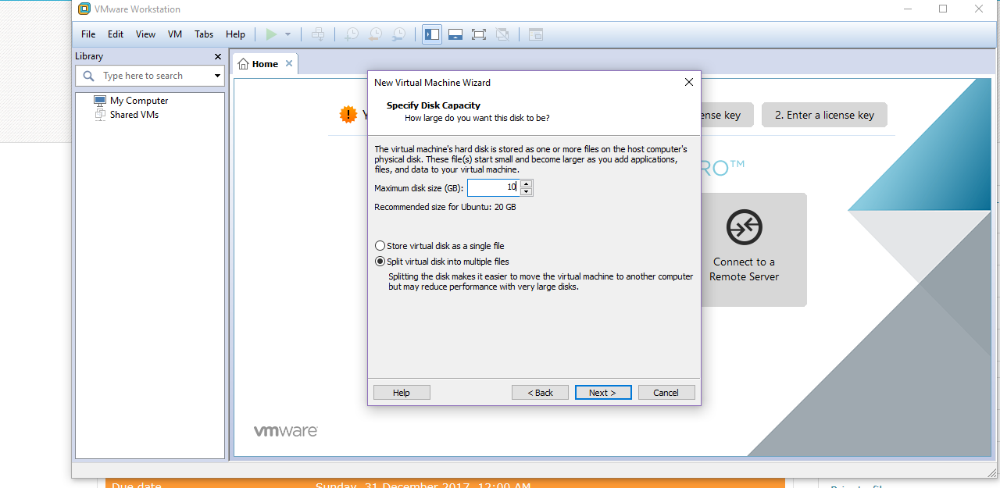 VMware Workstation
File Edit View VM Tabs Help
Library
Type here to search
My Computer
Shared VMs
Home
New Virtual Machine Wizard
Specify Disk Capacity
How large do you want this disk to be?
key
2. Enter a license key
The virtual machine's hard disk is stored as one or more files on the host computer's
physical disk. These file(s) start small and become larger as you add applications,
files, and data to your virtual machine.
Maximum disk size (GB): 10
Recommended size for Ubuntu: 20 GB
Store virtual disk as a single file
Split virtual disk into multiple files
Splitting the disk makes it easier to move the virtual machine to another computer
but may reduce performance with very large disks.
RO™
Connect to a
Remote Server
Help < Back Next > Cancel
vmware
Due date Sunday, 31 December 2017, 12:00 AM